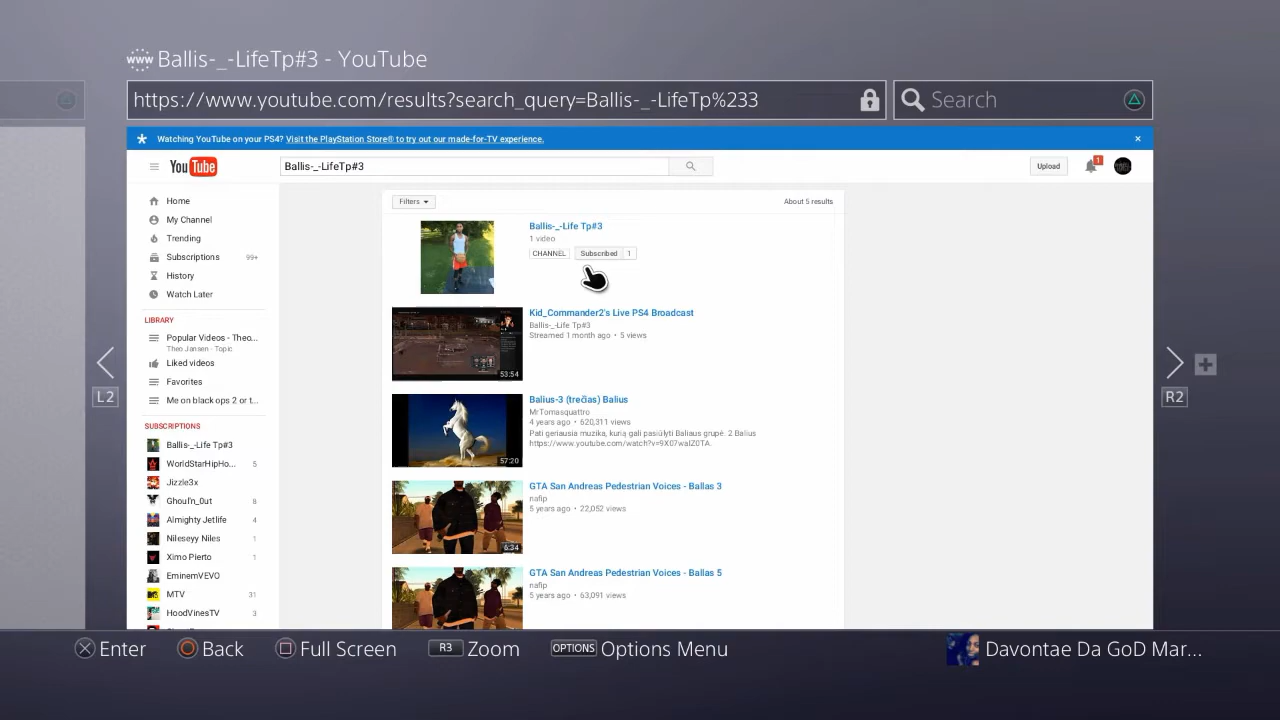 Ballis-_-LifeTp#3 - YouTube
https://www.youtube.com/results?search_query=Ballis-_-LifeTp%233
Search
Watching YouTube on your PS4? Visit the PlayStation Store® to try out our made-for-TV experience.
YouTube
Ballis-_-LifeTp#3
Upload
1
Home
My Channel
Trending
Subscriptions 99+
History
Watch Later
LIBRARY
Popular Videos - Theo...
Theo Jansen - Topic
Liked videos
Favorites
Me on black ops 2 or t...
SUBSCRIPTIONS
Ballis-_-Life Tp#3
WorldStarHipHo... 5
Jizzle3x
Ghoul'n_0ut 8
Almighty Jetlife 4
Nileseyy Niles 1
Ximo Pierto 1
EminemVEVO
MTV 31
HoodVinesTV 3
Filters
About 5 results
Ballis-_-Life Tp#3
1 video
CHANNEL Subscribed 1
Kid_Commander2's Live PS4 Broadcast
Ballis-_-Life Tp#3
Streamed 1 month ago • 5 views
53:54
Balius-3 (trečias) Balius
MrTomasquattro
4 years ago • 620,311 views
Pati geriausia muzika, kurią gali pasiūlyti Baliaus grupė. 2 Balius
https://www.youtube.com/watch?v=9X07walZ0TA.
57:20
GTA San Andreas Pedestrian Voices - Ballas 3
nafip
5 years ago • 22,052 views
6:34
GTA San Andreas Pedestrian Voices - Ballas 5
nafip
5 years ago • 63,091 views
L2
R2
Enter
Back
Full Screen
R3 Zoom
OPTIONS Options Menu
Davontae Da GoD Mar...